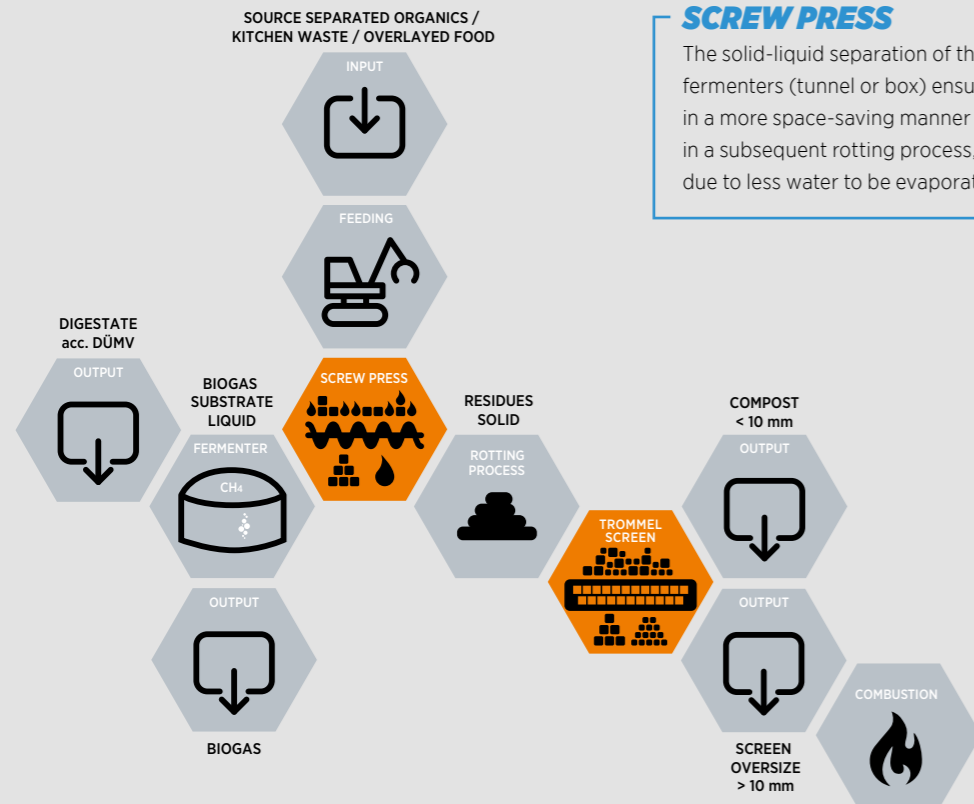 SOURCE SEPARATED ORGANICS /
KITCHEN WASTE / OVERLAYED FOOD
INPUT
SCREW PRESS
The solid-liquid separation of th
fermenters (tunnel or box) ensu
in a more space-saving manner
in a subsequent rotting process,
due to less water to be evaporat
FEEDING
DIGESTATE
acc. DÜMV
OUTPUT
BIOGAS
SUBSTRATE
LIQUID
FERMENTER
CH4
SCREW PRESS
RESIDUES
SOLID
ROTTING
PROCESS
COMPOST
< 10 mm
OUTPUT
TROMMEL
SCREEN
OUTPUT
BIOGAS
OUTPUT
SCREEN
OVERSIZE
> 10 mm
COMBUSTION